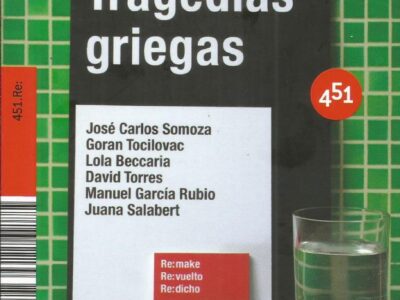 Tragedias
griegas
451
451.Re:
José Carlos Somoza
Goran Tocilovac
Lola Beccaria
David Torres
Manuel García Rubio
Juana Salabert
Re:make
Re:vuelto
Re:dicho